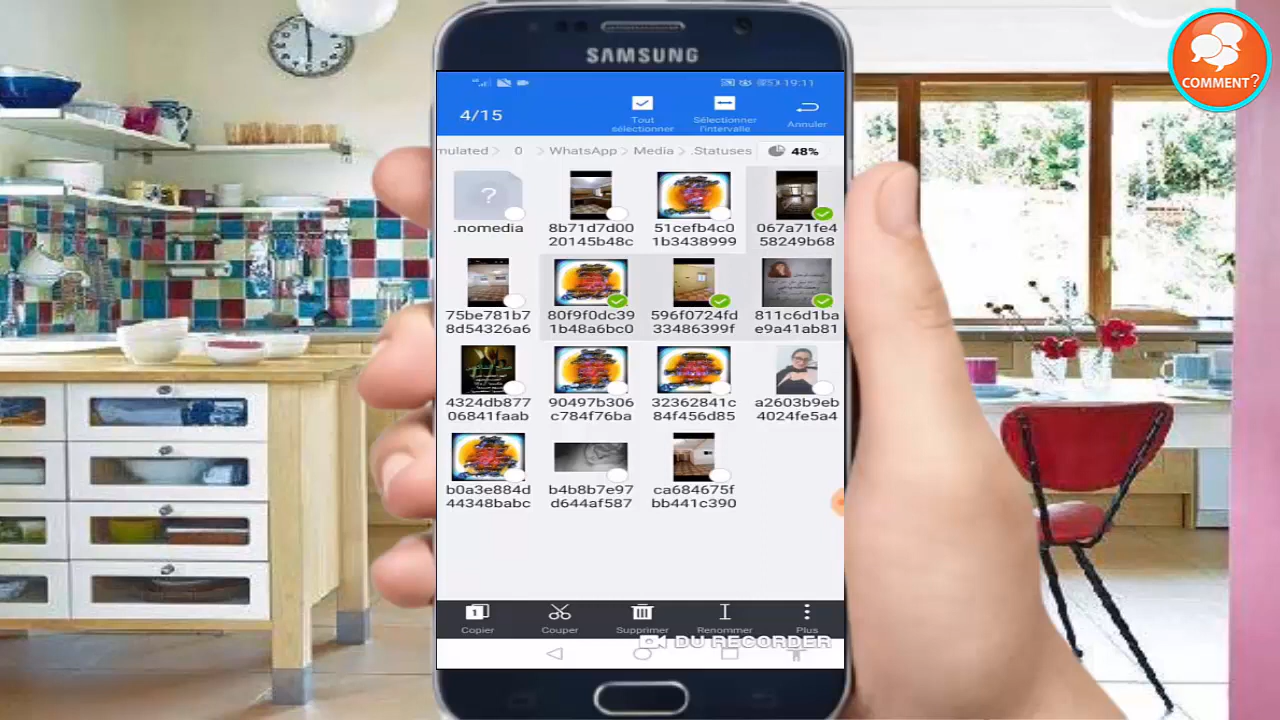 COMMENT?
SAMSUNG
19:11
4/15
Tout
sélectionner
Sélectionner
l'intervalle
Annuler
mulated > 0 > WhatsApp > Media > .Statuses
48%
?
.nomedia
8b71d7d00
20145b48c
51cefb4c0
1b3438999
067a71fe4
58249b68
75be781b7
8d54326a6
80f9f0dc39
1b48a6bc0
596f0724fd
33486399f
811c6d1ba
e9a41ab81
4324db877
06841faab
90497b306
c784f76ba
32362841c
84f456d85
a2603b9eb
4024fe5a4
b0a3e884d
44348babc
b4b8b7e97
d644af587
ca684675f
bb441c390
1
Copier
Couper
Supprimer
Renommer
Plus
DU RECORDER